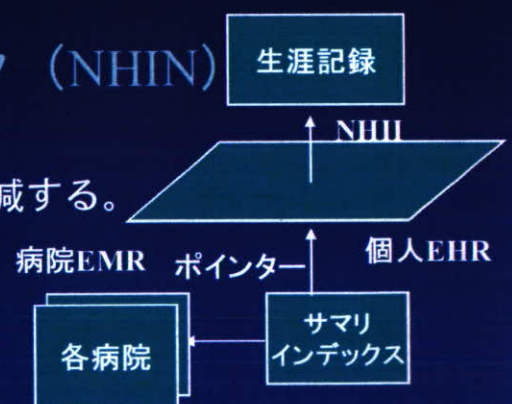 ク（NHIN）
生涯記録
NHII
減する。
病院EMR
ポインター
個人EHR
各病院
サマリ
インデックス